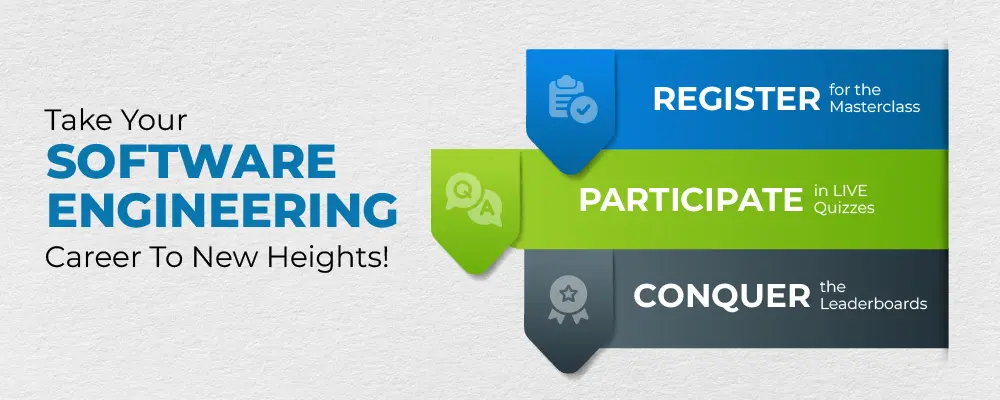 Take Your
SOFTWARE
ENGINEERING
Career To New Heights!
REGISTER for the
Masterclass
Q
A
PARTICIPATE in LIVE
Quizzes
CONQUER the
Leaderboards